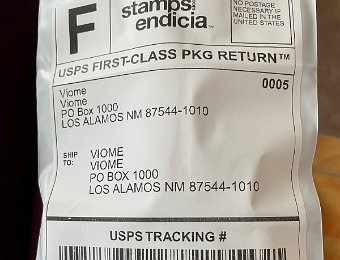 F
stamps
endicia
NO POSTAGE
NECESSARY IF
MAILED IN THE
UNITED STATES
USPS FIRST-CLASS PKG RETURN™
0005
Viome
Viome
PO Box 1000
LOS ALAMOS NM 87544-1010
SHIP
TO:
VIOME
VIOME
PO BOX 1000
LOS ALAMOS NM 87544-1010
USPS TRACKING #